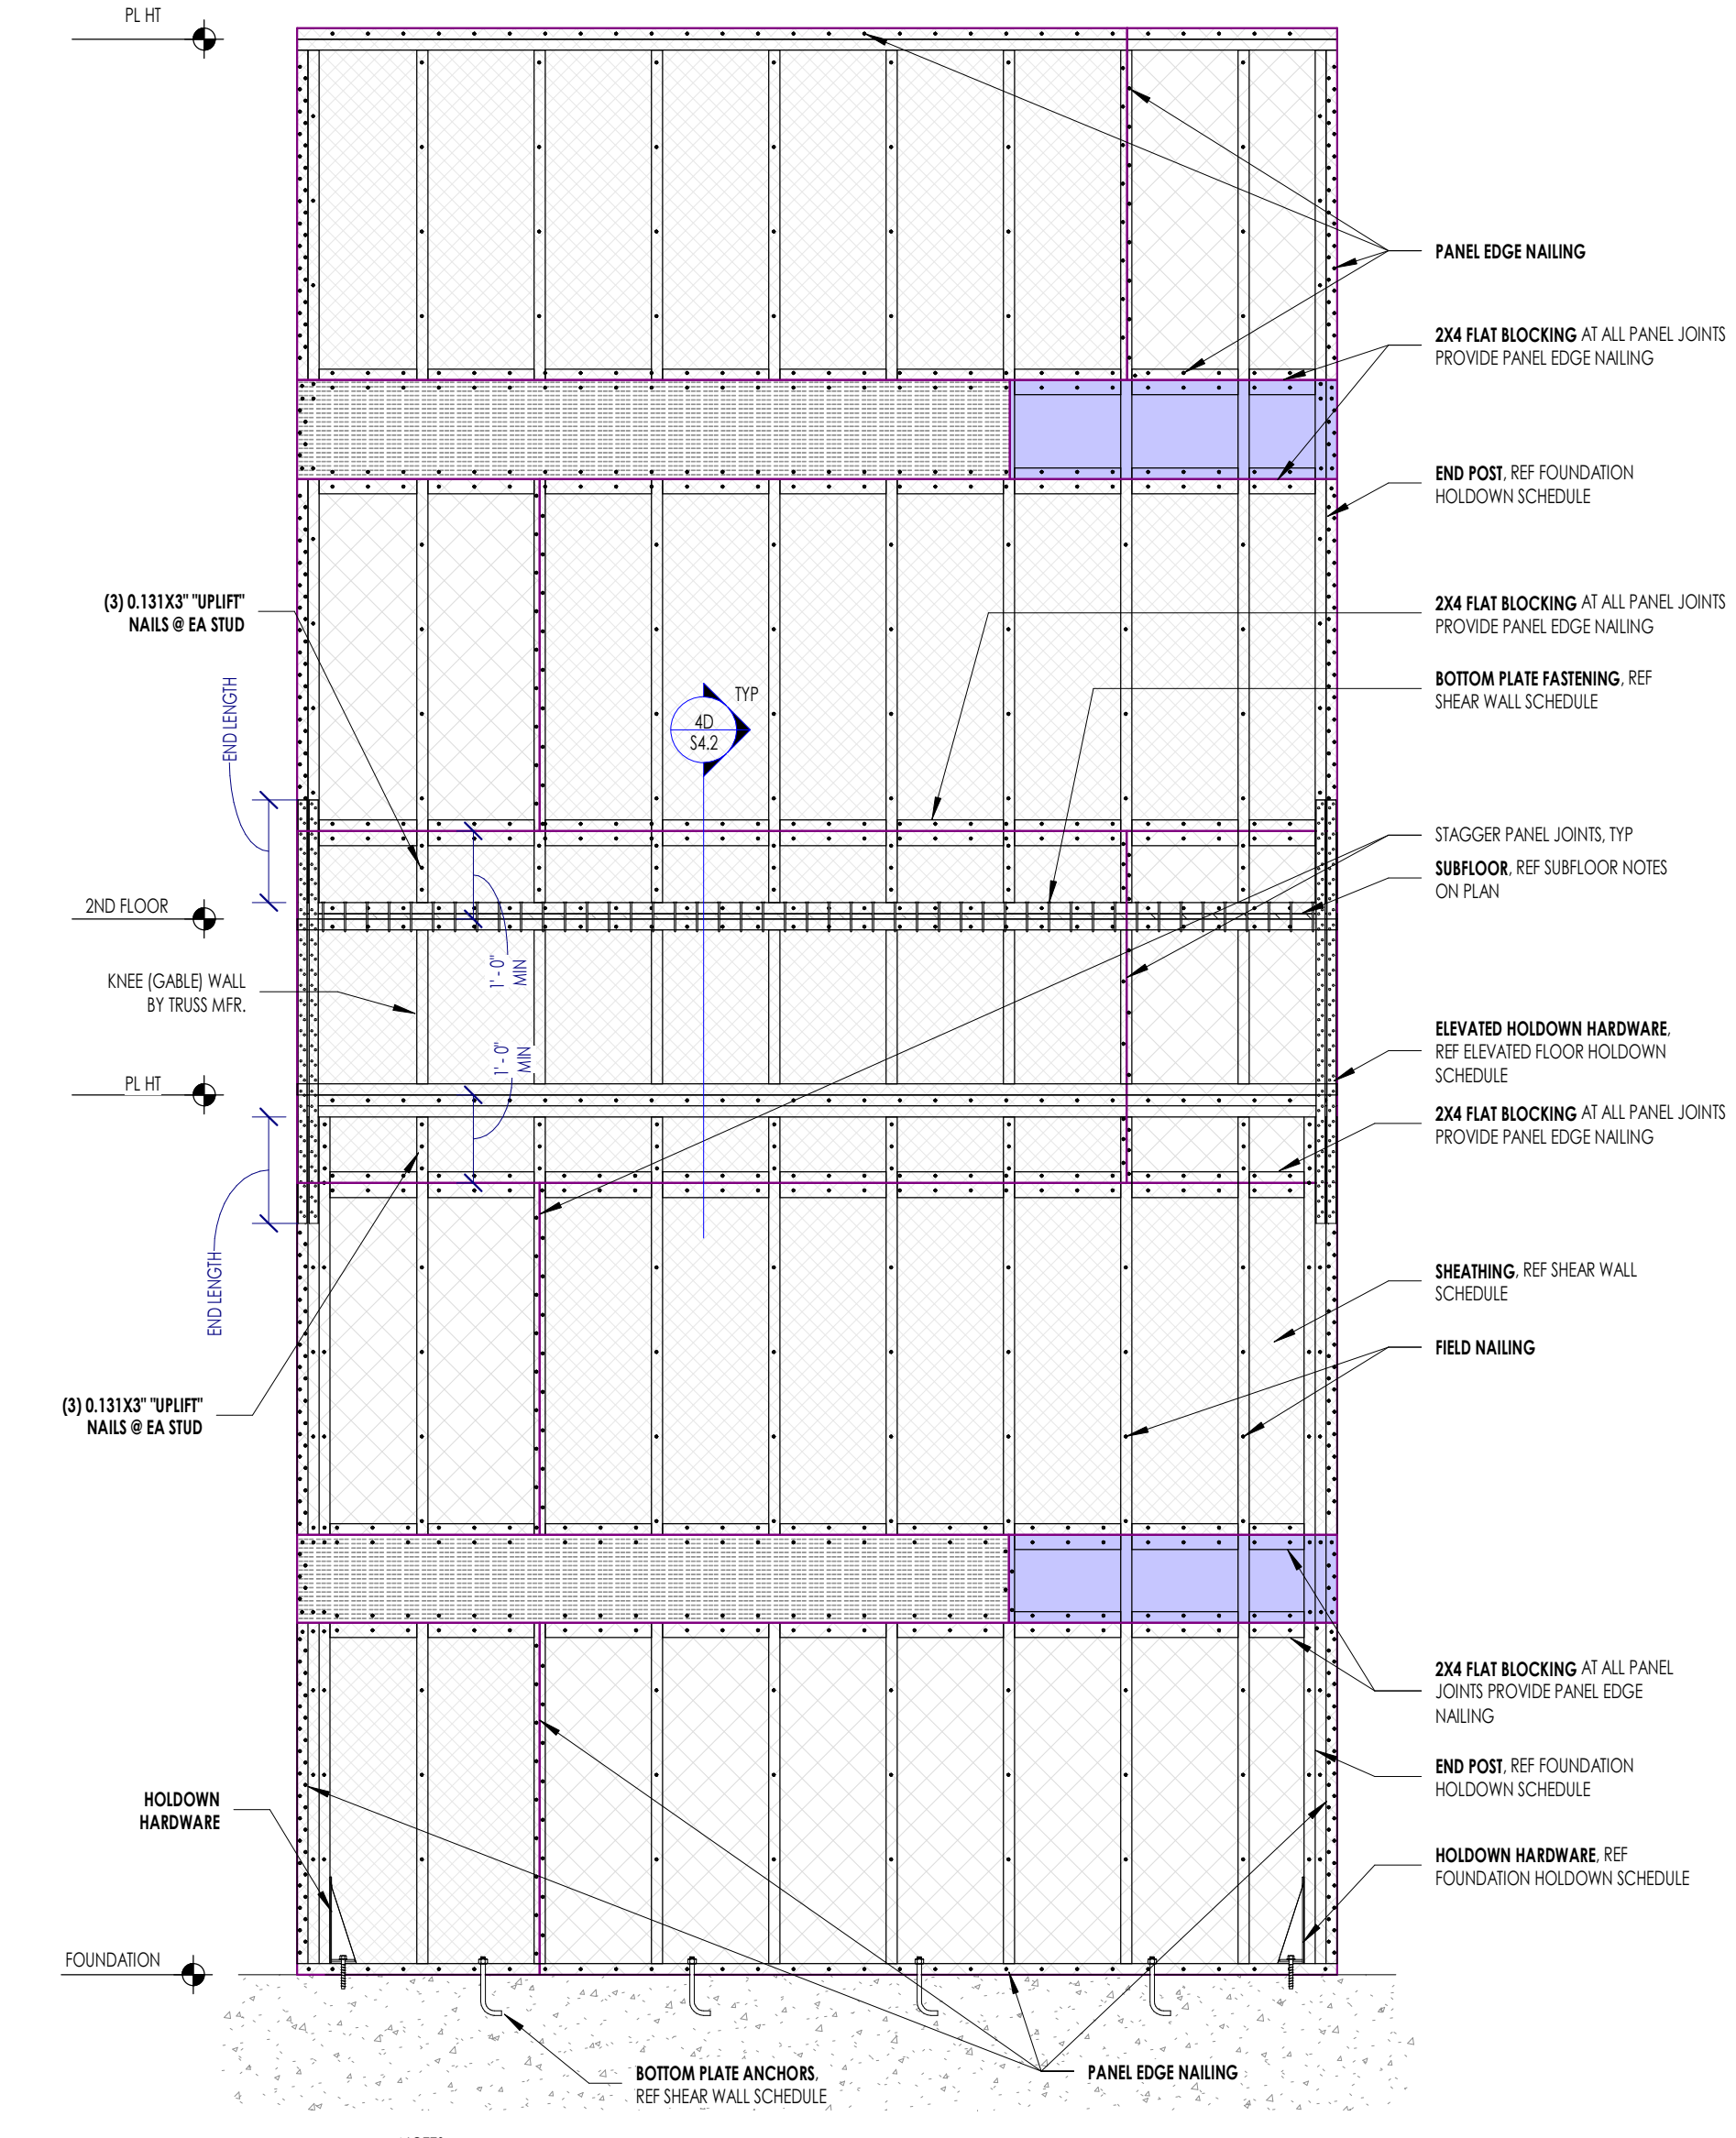 PL HT
PANEL EDGE NAILING
2X4 FLAT BLOCKING AT ALL PANEL JOINTS
PROVIDE PANEL EDGE NAILING
END POST, REF FOUNDATION
HOLDOWN SCHEDULE
(3) 0.131X3" "UPLIFT"
NAILS @ EA STUD
2X4 FLAT BLOCKING AT ALL PANEL JOINTS
PROVIDE PANEL EDGE NAILING
END LENGTH
TYP
4D
S4.2
BOTTOM PLATE FASTENING, REF
SHEAR WALL SCHEDULE
STAGGER PANEL JOINTS, TYP
SUBFLOOR, REF SUBFLOOR NOTES
ON PLAN
2ND FLOOR
1' - 0"
MIN
KNEE (GABLE) WALL
BY TRUSS MFR.
1' - 0"
MIN
ELEVATED HOLDOWN HARDWARE,
REF ELEVATED FLOOR HOLDOWN
SCHEDULE
PL HT
2X4 FLAT BLOCKING AT ALL PANEL JOINTS
PROVIDE PANEL EDGE NAILING
END LENGTH
SHEATHING, REF SHEAR WALL
SCHEDULE
FIELD NAILING
(3) 0.131X3" "UPLIFT"
NAILS @ EA STUD
2X4 FLAT BLOCKING AT ALL PANEL
JOINTS PROVIDE PANEL EDGE
NAILING
END POST, REF FOUNDATION
HOLDOWN SCHEDULE
HOLDOWN
HARDWARE
HOLDOWN HARDWARE, REF
FOUNDATION HOLDOWN SCHEDULE
FOUNDATION
BOTTOM PLATE ANCHORS,
REF SHEAR WALL SCHEDULE
PANEL EDGE NAILING